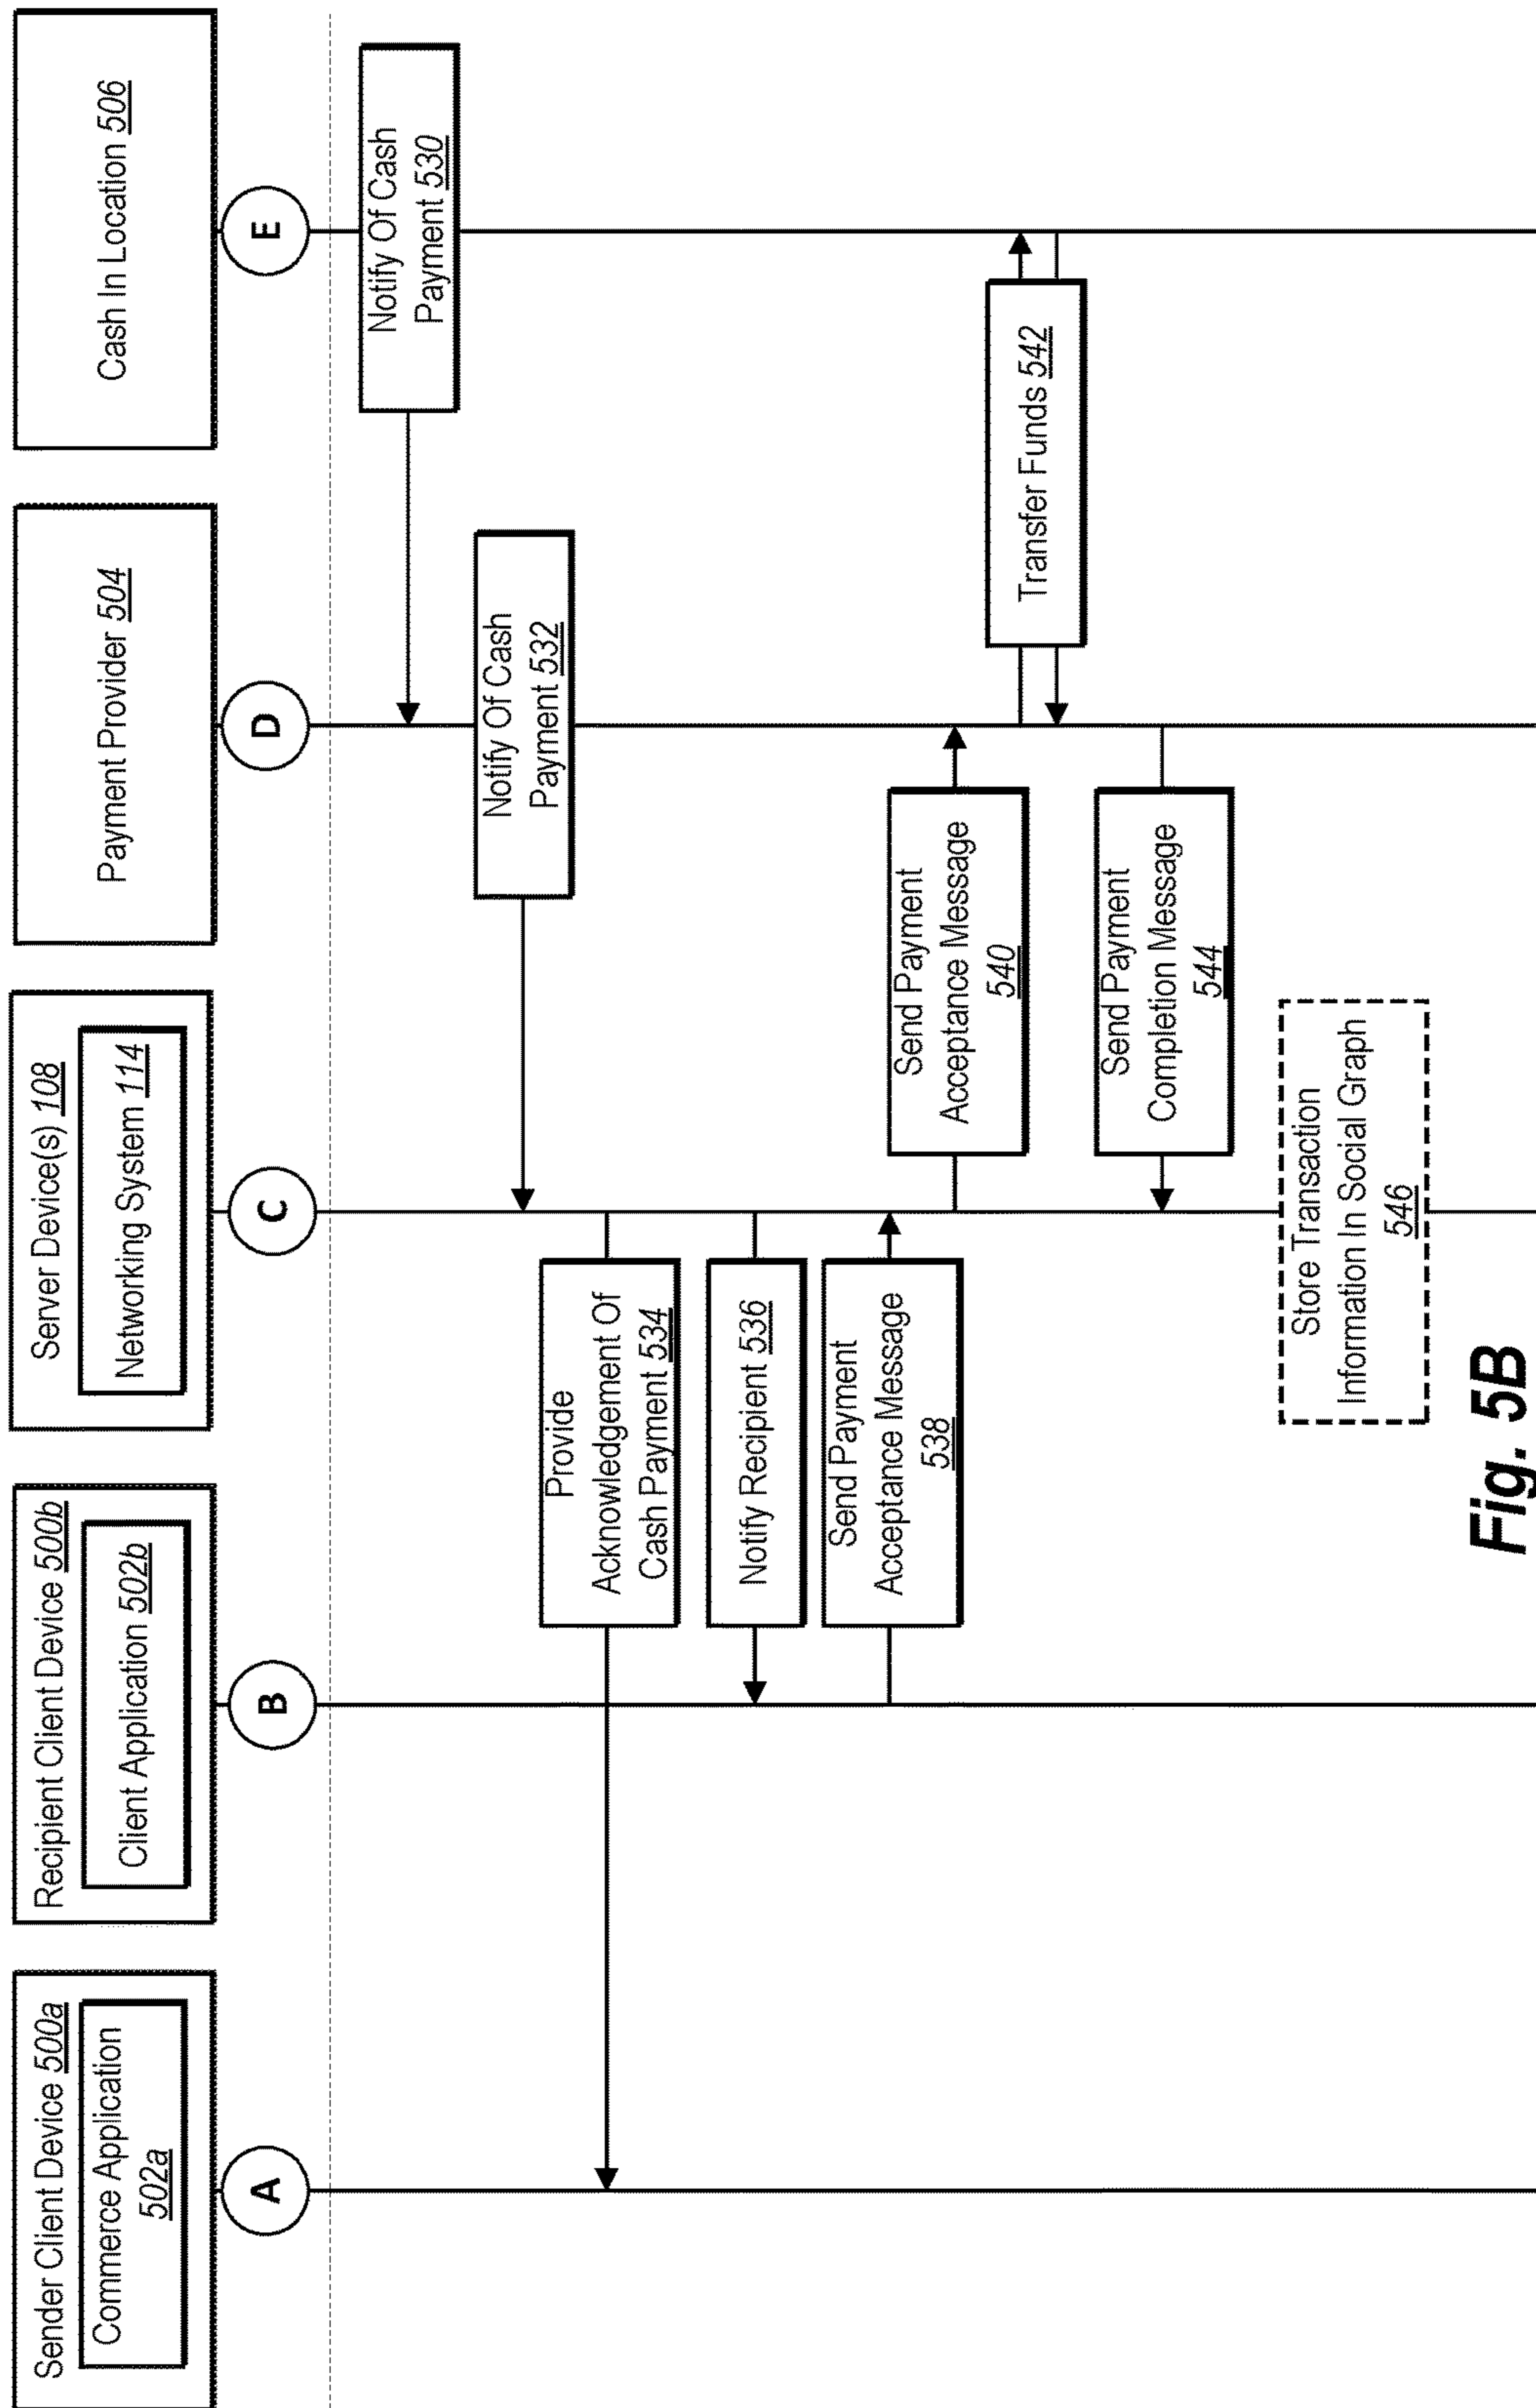 Sender Client Device 500a
Commerce Application
502a
Recipient Client Device 500b
Client Application 502b
Server Device(s) 108
Networking System 114
Payment Provider 504
Cash In Location 506
A
B
C
D
E
Notify Of Cash
Payment 530
Notify Of Cash
Payment 532
Provide
Acknowledgement Of
Cash Payment 534
Notify Recipient 536
Send Payment
Acceptance Message
538
Send Payment
Acceptance Message
540
Transfer Funds 542
Send Payment
Completion Message
544
Store Transaction
Information In Social Graph
546
Fig. 5B